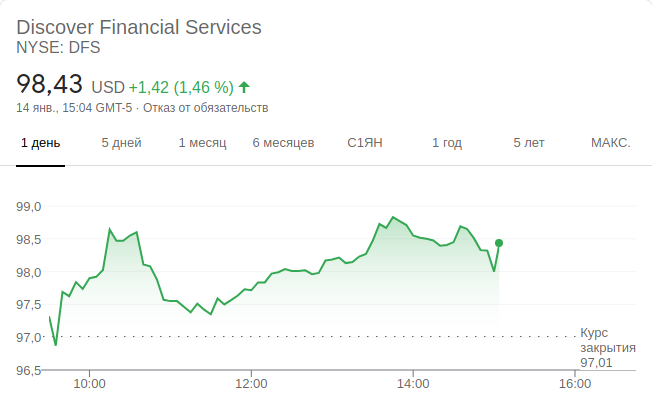 Discover Financial Services
NYSE: DFS
98,43 USD +1,42 (1,46 %)
14 янв., 15:04 GMT-5 · Отказ от обязательств
1 день 5 дней 1 месяц 6 месяцев С1ЯН 1 год 5 лет МАКС.
99,0
98,5
98,0
97,5
97,0
96,5
Курс
закрытия
97,01
10:00 12:00 14:00 16:00